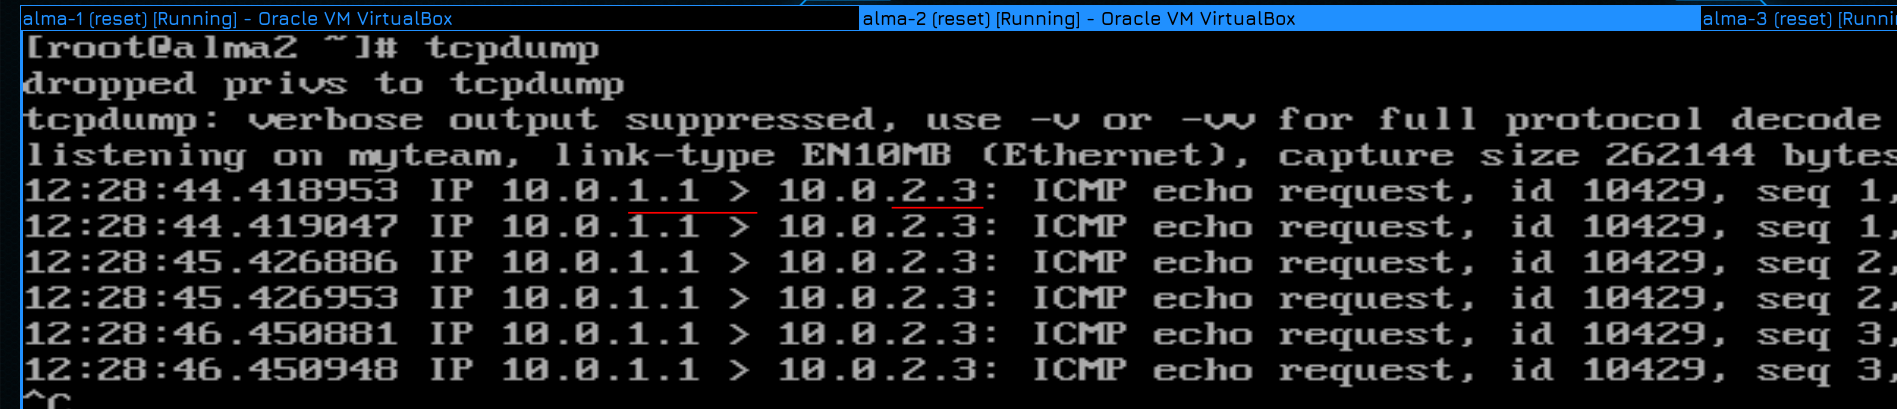 alma-1 (reset) [Running] - Oracle VM VirtualBox
alma-2 (reset) [Running] - Oracle VM VirtualBox
alma-3 (reset)
[root@alma2 ~]# tcpdump
dropped privs to tcpdump
tcpdump: verbose output suppressed, use -v or -vv for full protocol decode
listening on myteam, link-type EN10MB (Ethernet), capture size 262144 bytes
12:28:44.418953 IP 10.0.1.1 > 10.0.2.3: ICMP echo request, id 10429, seq 1,
12:28:44.419047 IP 10.0.1.1 > 10.0.2.3: ICMP echo request, id 10429, seq 1,
12:28:45.426886 IP 10.0.1.1 > 10.0.2.3: ICMP echo request, id 10429, seq 2,
12:28:45.426953 IP 10.0.1.1 > 10.0.2.3: ICMP echo request, id 10429, seq 2,
12:28:46.450881 IP 10.0.1.1 > 10.0.2.3: ICMP echo request, id 10429, seq 3,
12:28:46.450948 IP 10.0.1.1 > 10.0.2.3: ICMP echo request, id 10429, seq 3,
^C